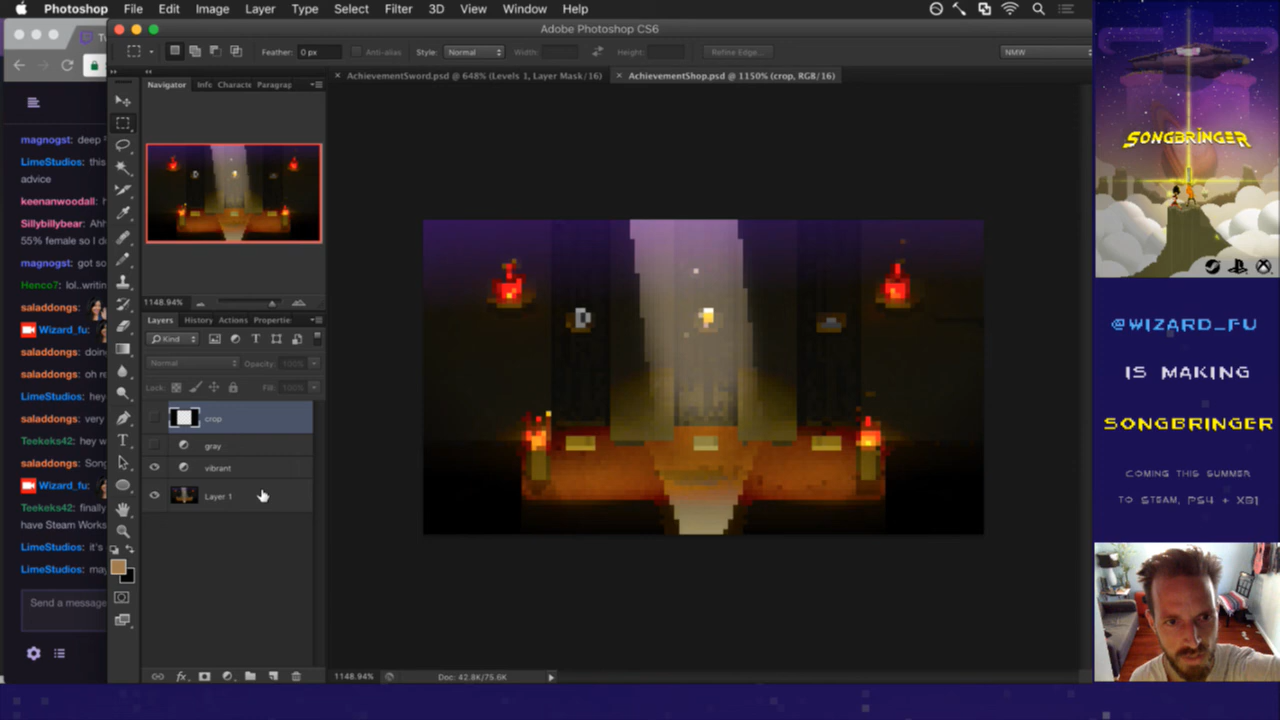 Photoshop File Edit Image Layer Type Select Filter 3D View Window Help
Adobe Photoshop CS6
Feather: 0 px Anti-alias Style: Normal Width: Height: Refine Edge... NMW
AchievementSword.psd @ 648% (Levels 1, Layer Mask/16) AchievementShop.psd @ 1150% (crop, RGB/16)
Navigator Info Characte Paragrap
magnogst: deep
LimeStudios: this
advice
keenanwoodall:
Sillybillybear: Ahh
55% female so I d
magnogst: got so
Henco7: lol..writin
saladdongs:
Wizard_fu:
saladdongs: doin
saladdongs: oh re
LimeStudios: hey
saladdongs: very
Teekeks42: hey w
saladdongs: Song
Wizard_fu:
Teekeks42: finally
have Steam Works
LimeStudios: it's
LimeStudios: may
Send a message
1148.94%
Layers History Actions Propertie
Kind
Normal Opacity: 100%
Lock: Fill: 100%
crop
gray
vibrant
Layer 1
1148.94% Doc: 42.8K/75.6K
SONGBRINGER
@WIZARD_FU
IS MAKING
SONGBRINGER
COMING THIS SUMMER
TO STEAM, PS4 + XB1